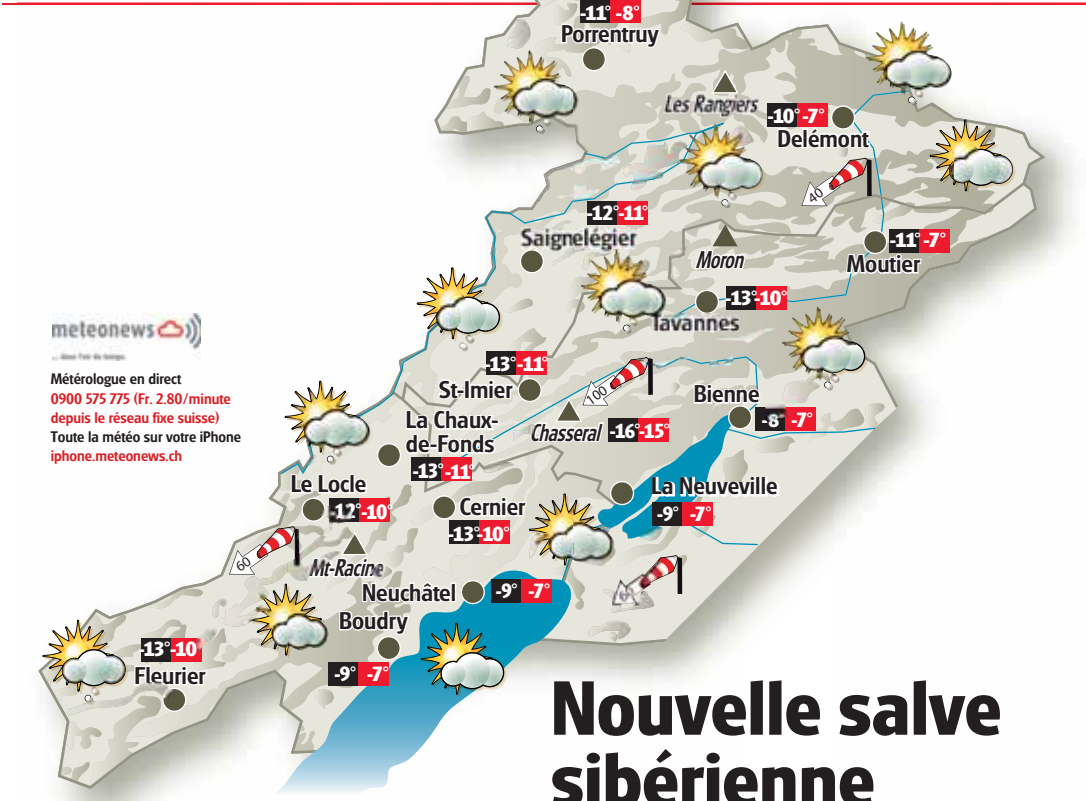 -11° -8°
Porrentruy
Les Rangiers
-10° -7°
Delémont
40
-12° -11°
Saignelégier
Moron
-11° -7°
Moutier
-13° -10°
Tavannes
meteonews
Météorologue en direct
0900 575 775 (Fr. 2.80/minute
depuis le réseau fixe suisse)
Toute la météo sur votre iPhone
iphone.meteonews.ch
-13° -11°
St-Imier
100
Chasseral -16° -15°
Bienne
-8° -7°
La Chaux-
de-Fonds
-13° -11°
Le Locle
-12° -10°
Cernier
-13° -10°
La Neuveville
-9° -7°
60
Mt-Racine
Neuchâtel -9° -7°
Boudry
-9° -7°
-13° -10
Fleurier
Nouvelle salve
sibérienne